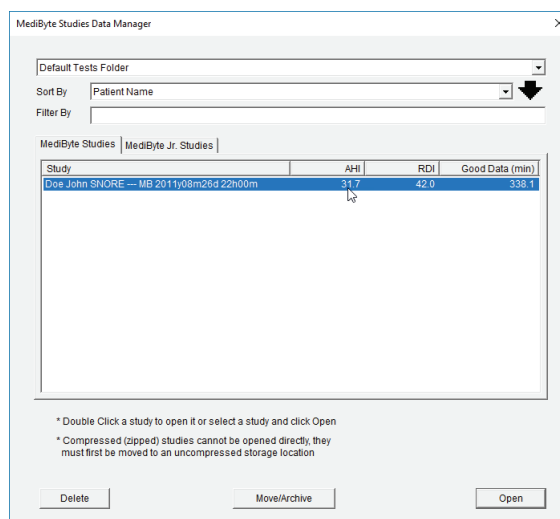 MediByte Studies Data Manager
Default Tests Folder
Sort By Patient Name
Filter By
MediByte Studies MediByte Jr. Studies
Study AHI RDI Good Data (min)
Doe John SNORE --- MB 2011y08m26d 22h00m 31.7 42.0 338.1
* Double Click a study to open it or select a study and click Open
* Compressed (zipped) studies cannot be opened directly, they
must first be moved to an uncompressed storage location
Delete Move/Archive Open